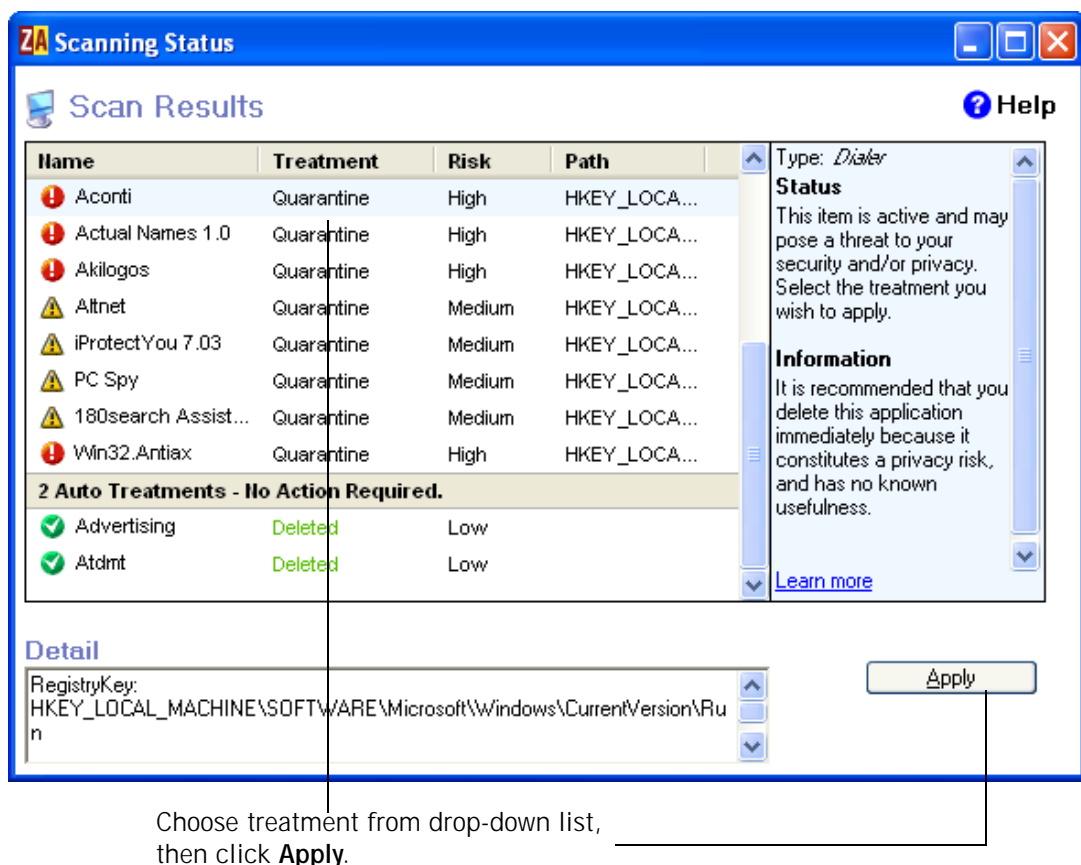 ZA Scanning Status
Scan Results
? Help
Name Treatment Risk Path
Aconti Quarantine High HKEY_LOCA...
Actual Names 1.0 Quarantine High HKEY_LOCA...
Akilogos Quarantine High HKEY_LOCA...
Altnet Quarantine Medium HKEY_LOCA...
iProtectYou 7.03 Quarantine Medium HKEY_LOCA...
PC Spy Quarantine Medium HKEY_LOCA...
180search Assist... Quarantine Medium HKEY_LOCA...
Win32.Antiax Quarantine High HKEY_LOCA...
2 Auto Treatments - No Action Required.
Advertising Deleted Low
Atdmt Deleted Low
Type: Dialer
Status
This item is active and may
pose a threat to your
security and/or privacy.
Select the treatment you
wish to apply.
Information
It is recommended that you
delete this application
immediately because it
constitutes a privacy risk,
and has no known
usefulness.
Learn more
Detail
RegistryKey:
HKEY_LOCAL_MACHINE\SOFTWARE\Microsoft\Windows\CurrentVersion\Ru
n
Apply
Choose treatment from drop-down list,
then click Apply.